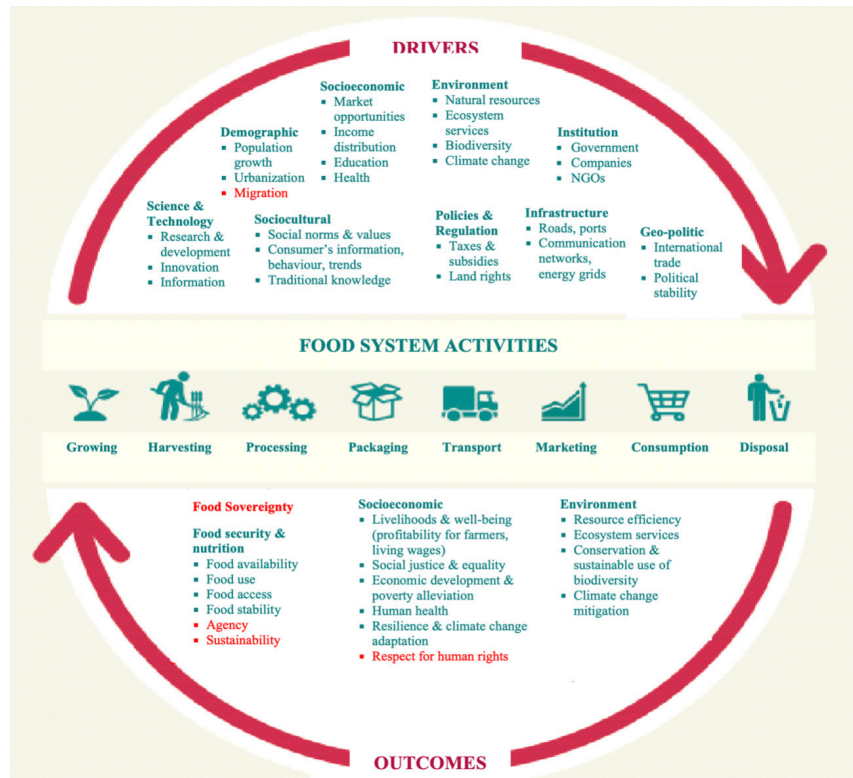 DRIVERS
Socioeconomic
▪ Market
opportunities
▪ Income
distribution
▪ Education
▪ Health
Environment
▪ Natural resources
▪ Ecosystem
services
▪ Biodiversity
▪ Climate change
Demographic
▪ Population
growth
▪ Urbanization
▪ Migration
Institution
▪ Government
▪ Companies
▪ NGOs
Science &
Technology
▪ Research &
development
▪ Innovation
▪ Information
Sociocultural
▪ Social norms & values
▪ Consumer's information,
behaviour, trends
▪ Traditional knowledge
Policies &
Regulation
▪ Taxes &
subsidies
▪ Land rights
Infrastructure
▪ Roads, ports
▪ Communication
networks,
energy grids
Geo-politic
▪ International
trade
▪ Political
stability
FOOD SYSTEM ACTIVITIES
Growing Harvesting Processing Packaging Transport Marketing Consumption Disposal
Food Sovereignty
Food security &
nutrition
▪ Food availability
▪ Food use
▪ Food access
▪ Food stability
▪ Agency
▪ Sustainability
Socioeconomic
▪ Livelihoods & well-being
(profitability for farmers,
living wages)
▪ Social justice & equality
▪ Economic development &
poverty alleviation
▪ Human health
▪ Resilience & climate change
adaptation
▪ Respect for human rights
Environment
▪ Resource efficiency
▪ Ecosystem services
▪ Conservation &
sustainable use of
biodiversity
▪ Climate change
mitigation
OUTCOMES